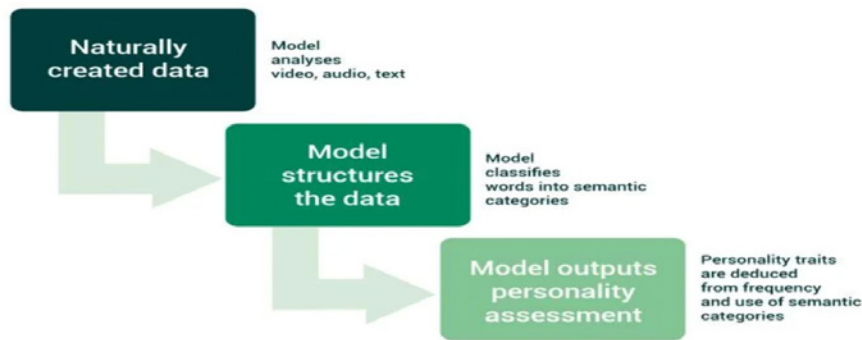 Naturally
created data
Model
analyses
video, audio, text
Model
structures
the data
Model
classifies
words into semantic
categories
Model outputs
personality
assessment
Personality traits
are deduced
from frequency
and use of semantic
categories